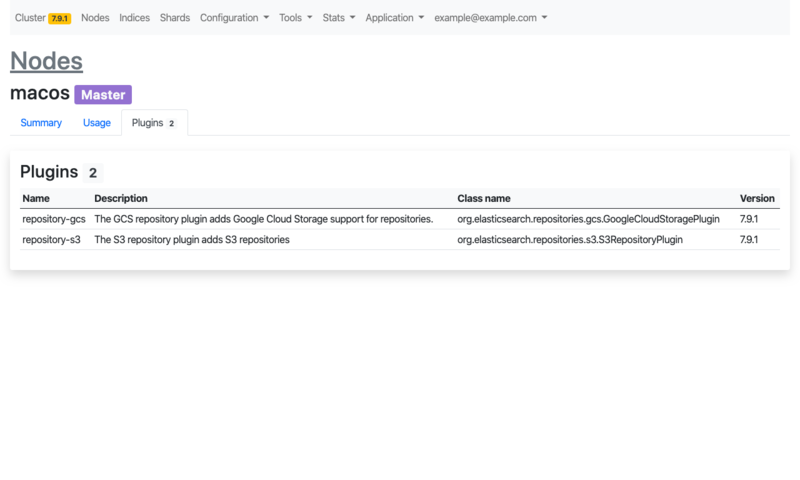 Cluster 7.9.1 Nodes Indices Shards Configuration Tools Stats Application example@example.com
Nodes
macos Master
Summary Usage Plugins 2
Plugins 2
Name Description Class name Version
repository-gcs The GCS repository plugin adds Google Cloud Storage support for repositories. org.elasticsearch.repositories.gcs.GoogleCloudStoragePlugin 7.9.1
repository-s3 The S3 repository plugin adds S3 repositories org.elasticsearch.repositories.s3.S3RepositoryPlugin 7.9.1